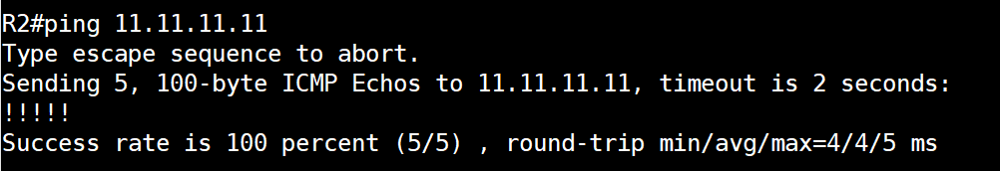 R2#ping 11.11.11.11
Type escape sequence to abort.
Sending 5, 100-byte ICMP Echos to 11.11.11.11, timeout is 2 seconds:
!!!!!
Success rate is 100 percent (5/5) , round-trip min/avg/max=4/4/5 ms